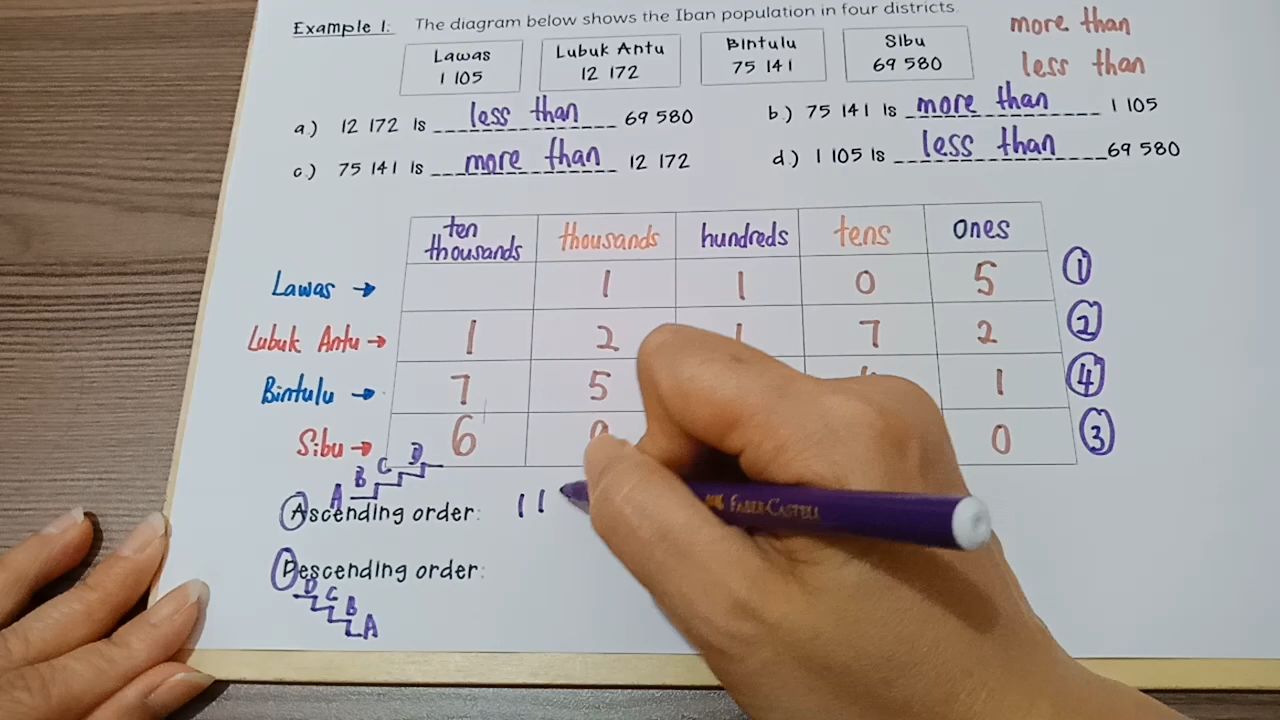 Example 1: The diagram below shows the Iban population in four districts.
more than
less than
Lawas
1 105
Lubuk Antu
12 172
Bintulu
75 141
Sibu
69 580
a.) 12 172 is less than 69 580
b.) 75 141 is more than 1 105
c.) 75 141 is more than 12 172
d.) 1 105 is less than 69 580
ten thousands thousands hundreds tens ones
Lawas → 1 1 0 5 1
Lubuk Antu → 1 2 1 7 2 2
Bintulu → 7 5 1 4
Sibu → 6 0 3
A B C D
Ascending order: 11
Descending order:
D C B A
FABER-CASTELL